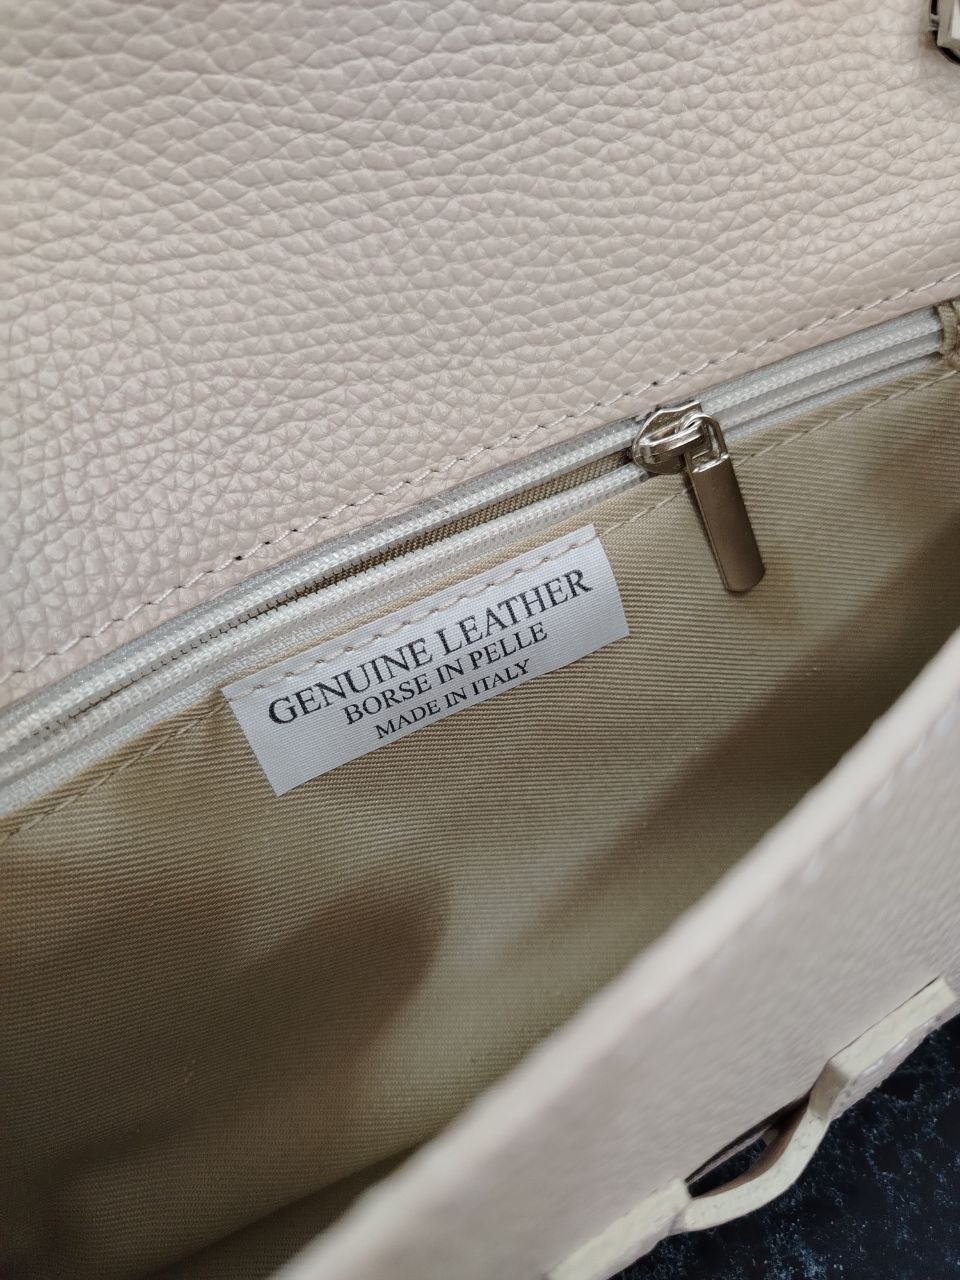 GENUINE LEATHER
BORSE IN PELLE
MADE IN ITALY